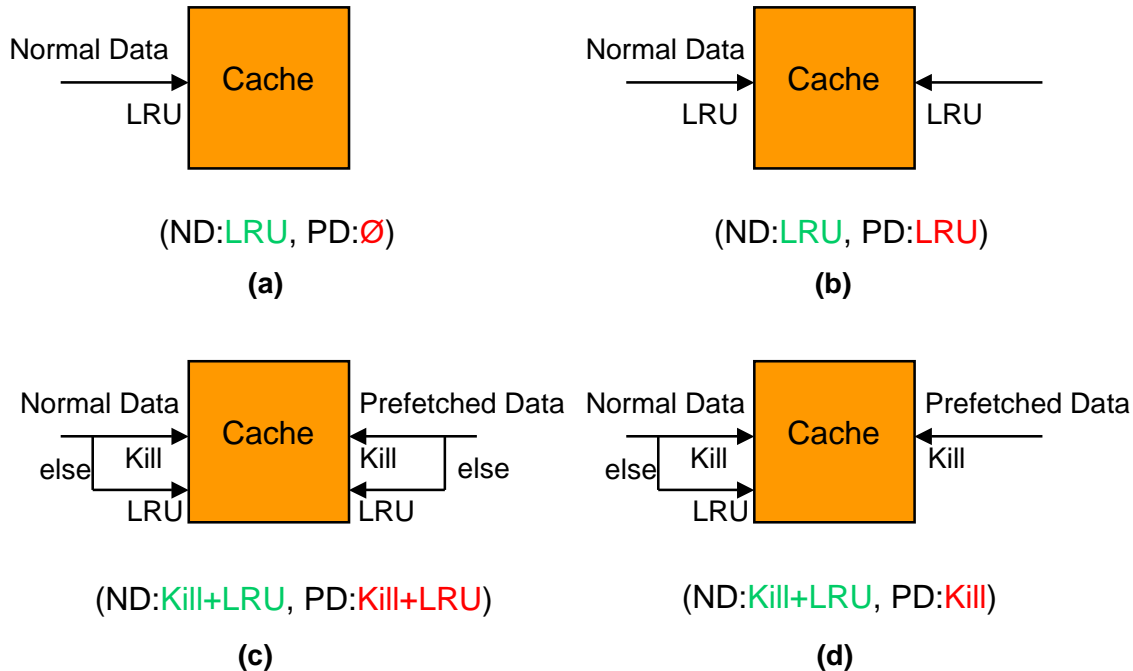 Normal Data
LRU
Cache
(ND:LRU, PD:Ø)
(a)
Normal Data
LRU
Cache
LRU
(ND:LRU, PD:LRU)
(b)
Normal Data
else
Kill
LRU
Cache
Prefetched Data
Kill
else
LRU
(ND:Kill+LRU, PD:Kill+LRU)
(c)
Normal Data
else
Kill
LRU
Cache
Prefetched Data
Kill
(ND:Kill+LRU, PD:Kill)
(d)